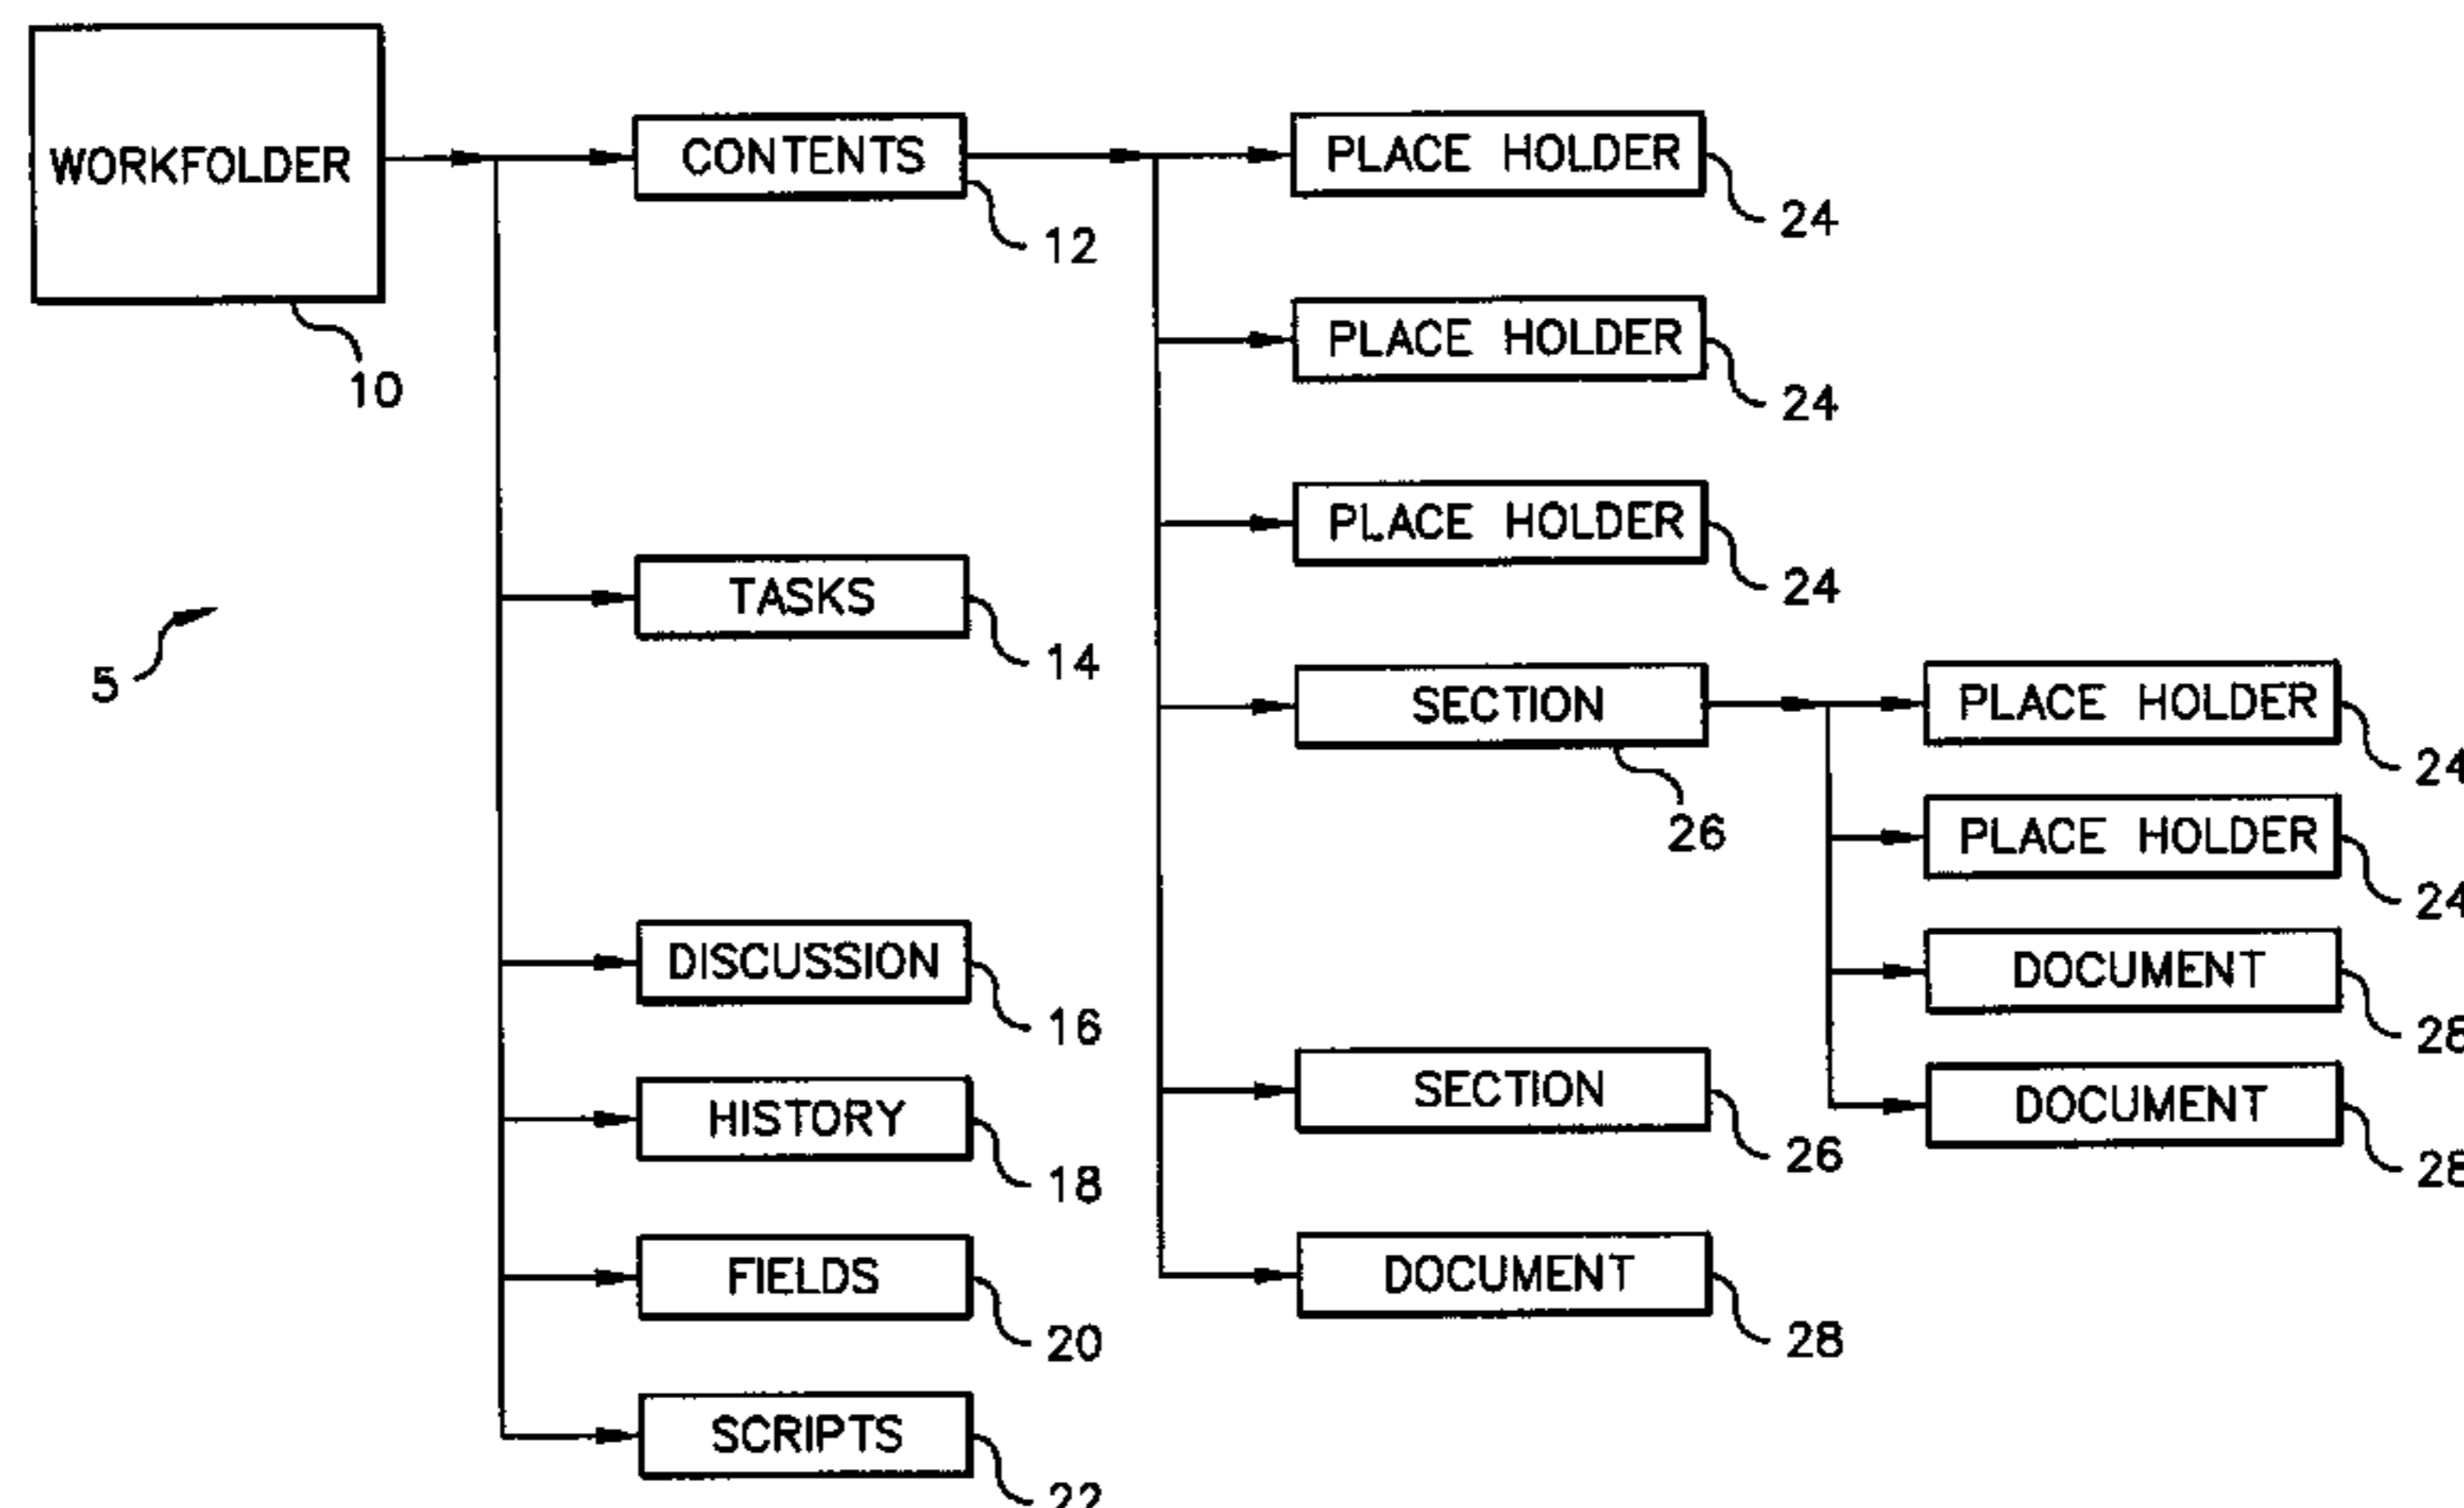 WORKFOLDER
10
5
CONTENTS
12
TASKS
14
DISCUSSION
16
HISTORY
18
FIELDS
20
SCRIPTS
22
PLACE HOLDER
24
PLACE HOLDER
24
PLACE HOLDER
24
SECTION
26
SECTION
26
DOCUMENT
28
PLACE HOLDER
24
PLACE HOLDER
24
DOCUMENT
28
DOCUMENT
28